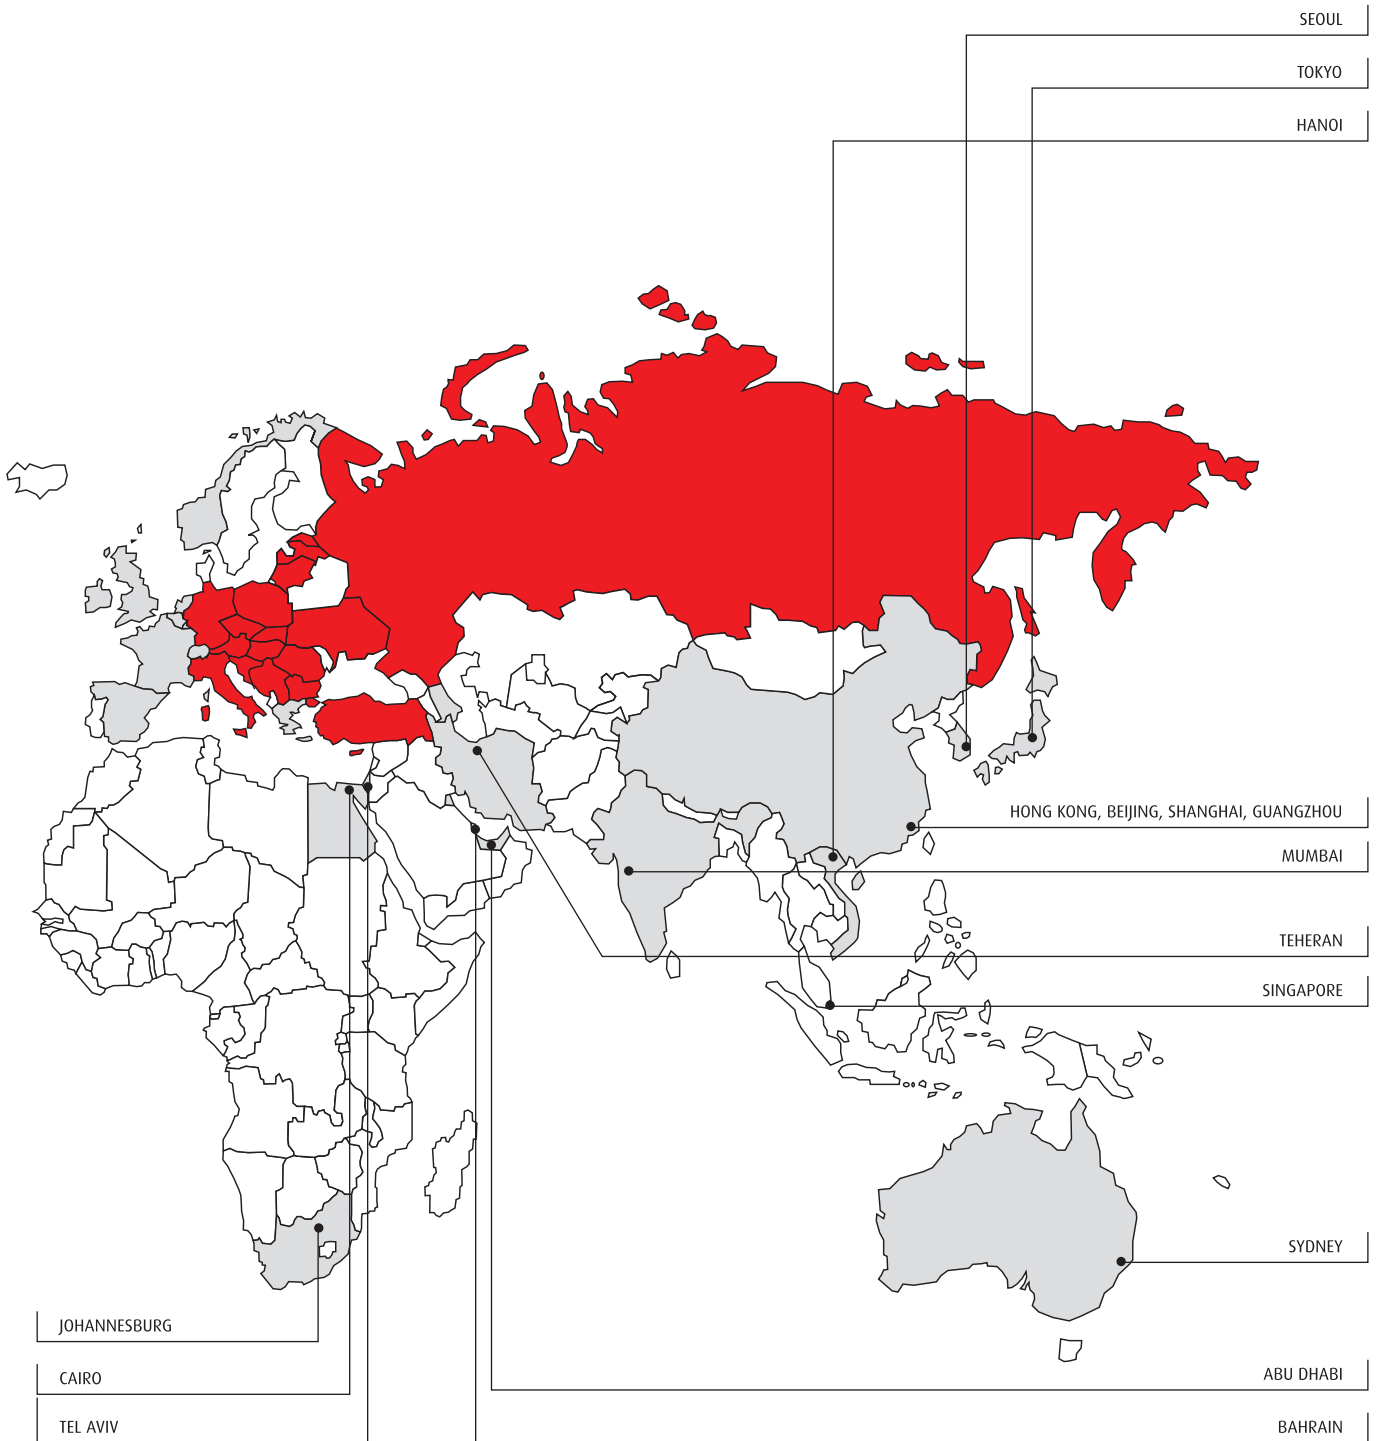 SEOUL
TOKYO
HANOI
HONG KONG, BEIJING, SHANGHAI, GUANGZHOU
MUMBAI
TEHERAN
SINGAPORE
SYDNEY
JOHANNESBURG
CAIRO
ABU DHABI
TEL AVIV
BAHRAIN